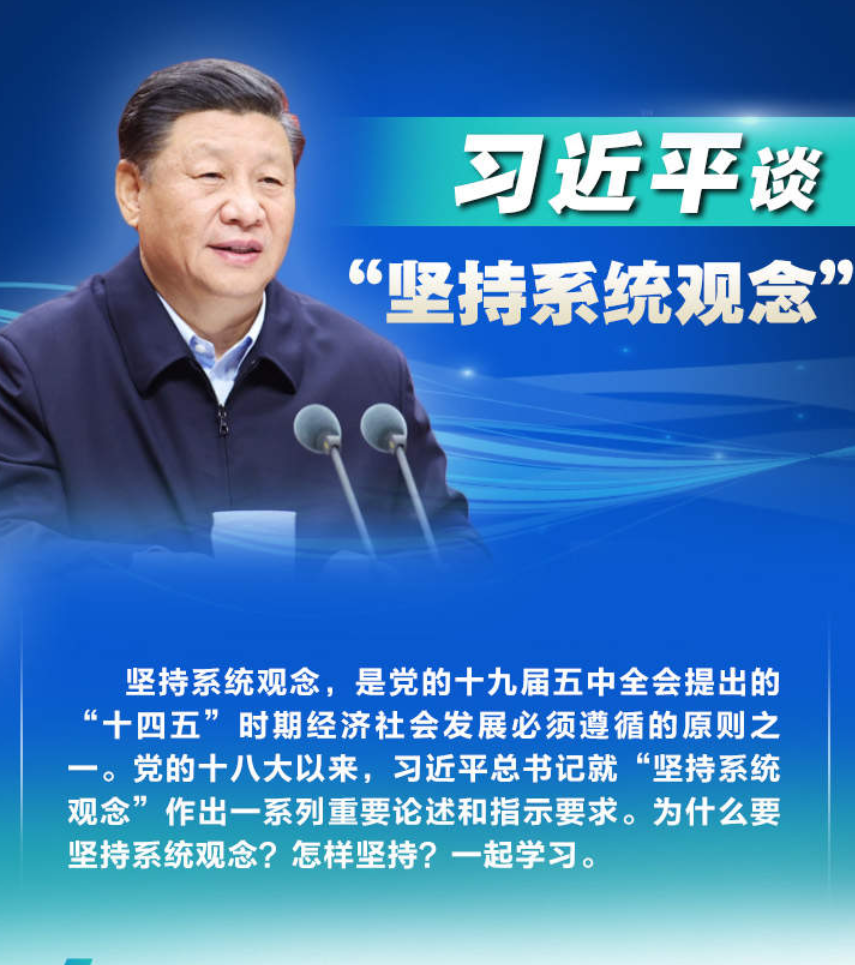 习近平谈
“坚持系统观念”
坚持系统观念，是党的十九届五中全会提出的
“十四五”时期经济社会发展必须遵循的原则之
一。党的十八大以来，习近平总书记就“坚持系统
观念”作出一系列重要论述和指示要求。为什么要
坚持系统观念？怎样坚持？一起学习。